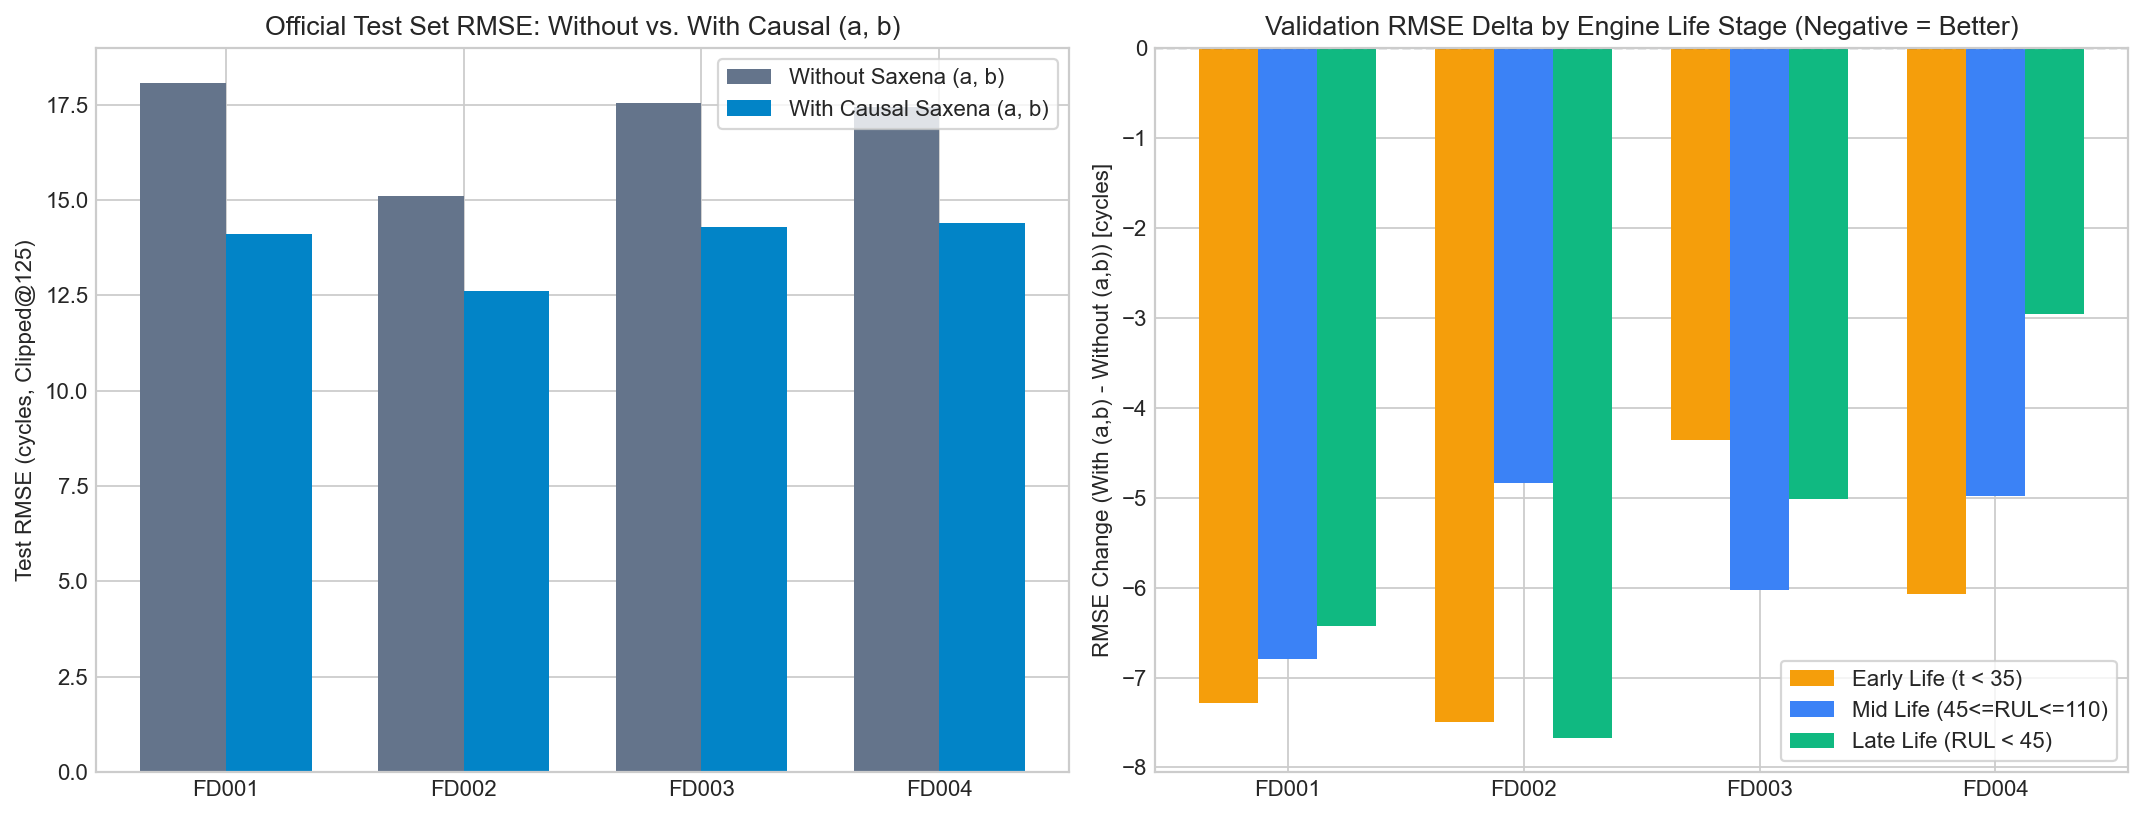 Official Test Set RMSE: Without vs. With Causal (a, b)
Without Saxena (a, b)
With Causal Saxena (a, b)
Test RMSE (cycles, Clipped@125)
17.5
15.0
12.5
10.0
7.5
5.0
2.5
0.0
FD001
FD002
FD003
FD004
Validation RMSE Delta by Engine Life Stage (Negative = Better)
RMSE Change (With (a,b) - Without (a,b)) [cycles]
0
−1
−2
−3
−4
−5
−6
−7
−8
Early Life (t < 35)
Mid Life (45<=RUL<=110)
Late Life (RUL < 45)
FD001
FD002
FD003
FD004